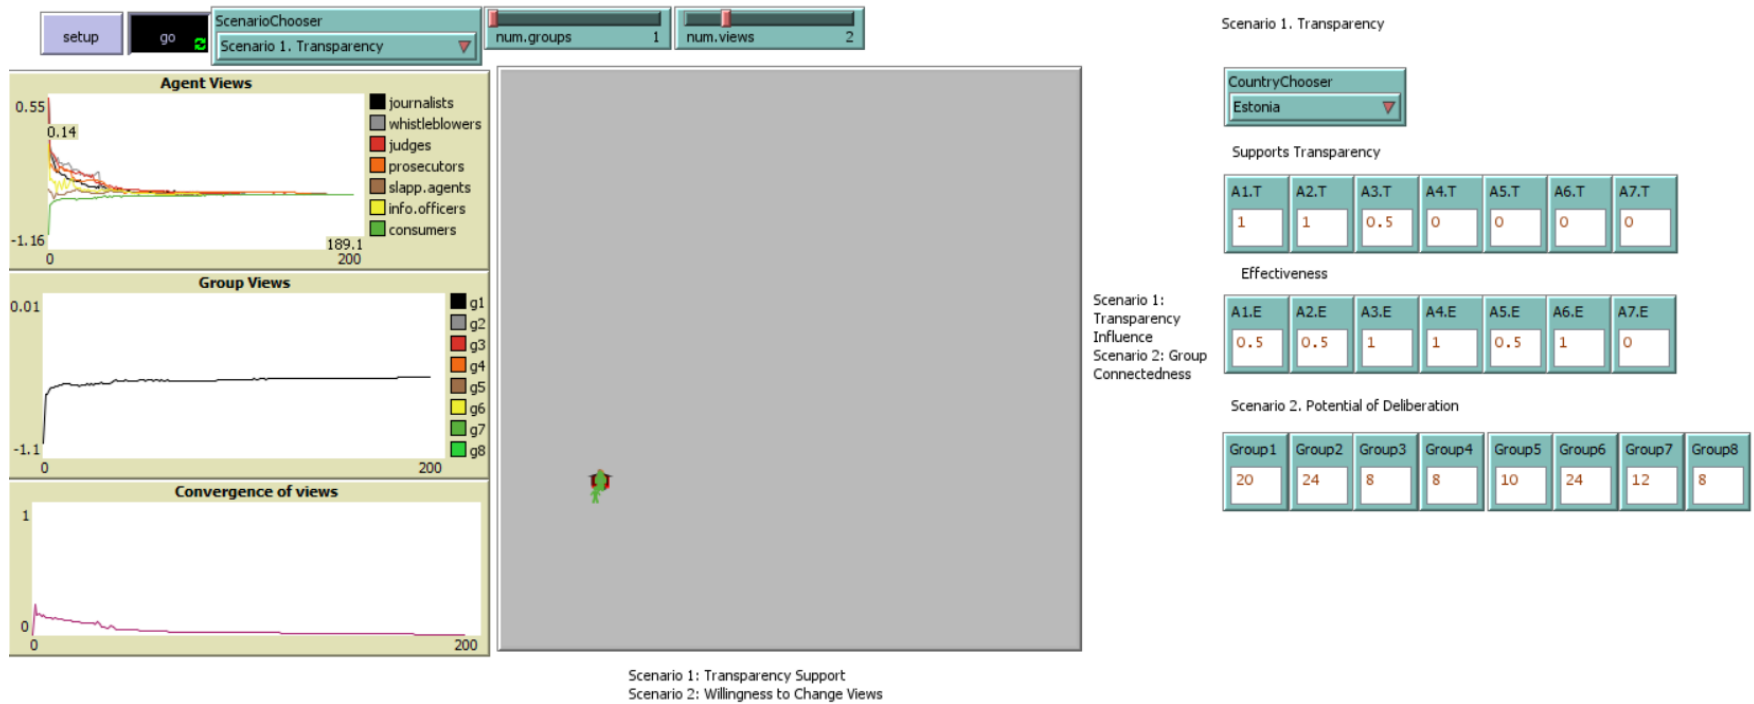 setup
go
ScenarioChooser
Scenario 1. Transparency
num.groups 1
num.views 2
Scenario 1. Transparency
Agent Views
0.55
0.14
-1.16
189.1
0
200
journalists
whistleblowers
judges
prosecutors
slapp.agents
info.officers
consumers
Group Views
0.01
-1.1
0
200
g1
g2
g3
g4
g5
g6
g7
g8
Convergence of views
1
0
0
200
Scenario 1: Transparency Support
Scenario 2: Willingness to Change Views
Scenario 1:
Transparency
Influence
Scenario 2: Group
Connectedness
CountryChooser
Estonia
Supports Transparency
A1.T A2.T A3.T A4.T A5.T A6.T A7.T
1 1 0.5 0 0 0 0
Effectiveness
A1.E A2.E A3.E A4.E A5.E A6.E A7.E
0.5 0.5 1 1 0.5 1 0
Scenario 2. Potential of Deliberation
Group1 Group2 Group3 Group4 Group5 Group6 Group7 Group8
20 24 8 8 10 24 12 8